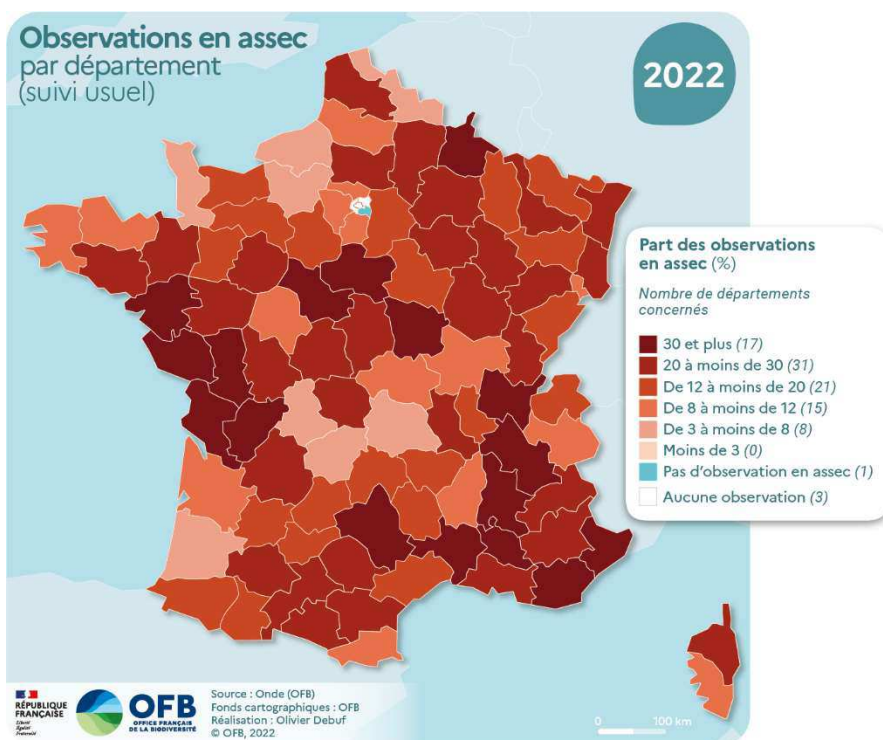 Observations en assec
par département
(suivi usuel)
2022
Part des observations
en assec (%)
Nombre de départements
concernés
30 et plus (17)
20 à moins de 30 (31)
De 12 à moins de 20 (21)
De 8 à moins de 12 (15)
De 3 à moins de 8 (8)
Moins de 3 (0)
Pas d'observation en assec (1)
Aucune observation (3)
RÉPUBLIQUE
FRANÇAISE
Liberté
Égalité
Fraternité
OFB
OFFICE FRANÇAIS
DE LA BIODIVERSITÉ
Source : Onde (OFB)
Fonds cartographiques : OFB
Réalisation : Olivier Debuf
© OFB, 2022
0 100 km